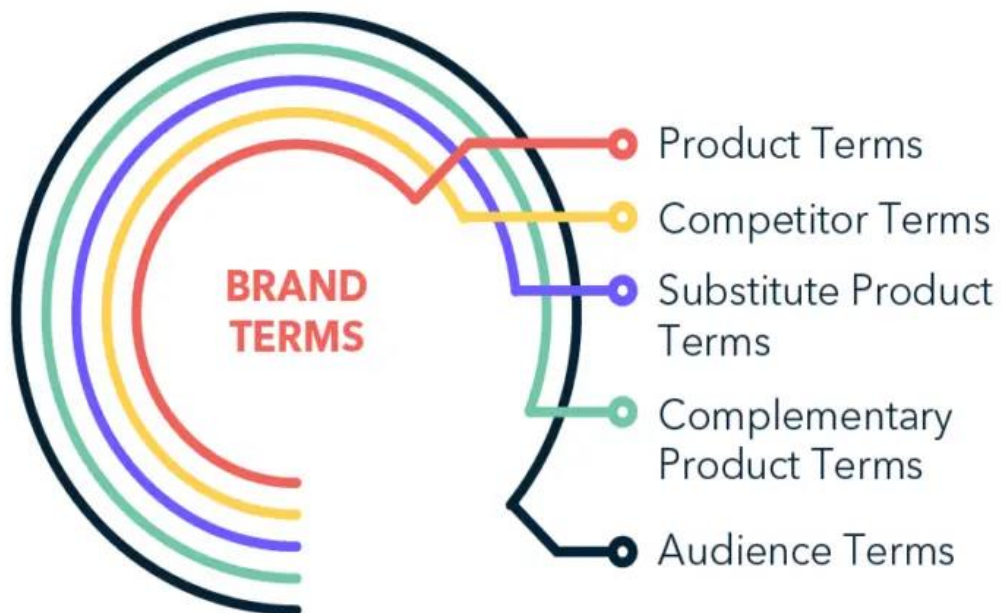 BRAND
TERMS
Product Terms
Competitor Terms
Substitute Product
Terms
Complementary
Product Terms
Audience Terms